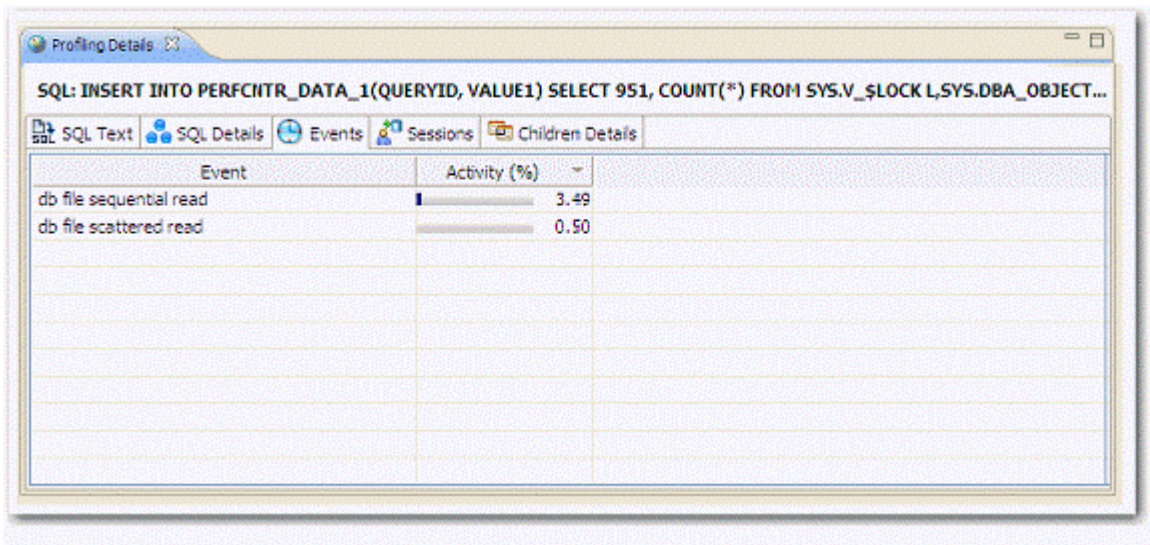 Profiling Details
SQL: INSERT INTO PERFCNTR_DATA_1(QUERYID, VALUE1) SELECT 951, COUNT(*) FROM SYS.V_$LOCK L,SYS.DBA_OBJECT...
SQL Text SQL Details Events Sessions Children Details
Event Activity (%)
db file sequential read 3.49
db file scattered read 0.50